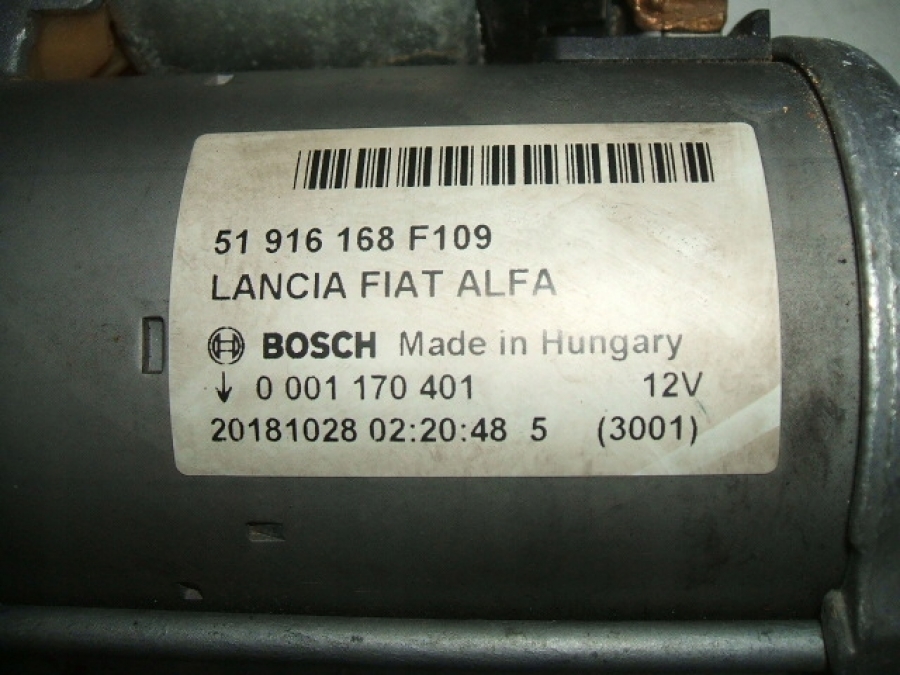 51 916 168 F109
LANCIA FIAT ALFA
BOSCH Made in Hungary
↓ 0 001 170 401 12V
20181028 02:20:48 5 (3001)